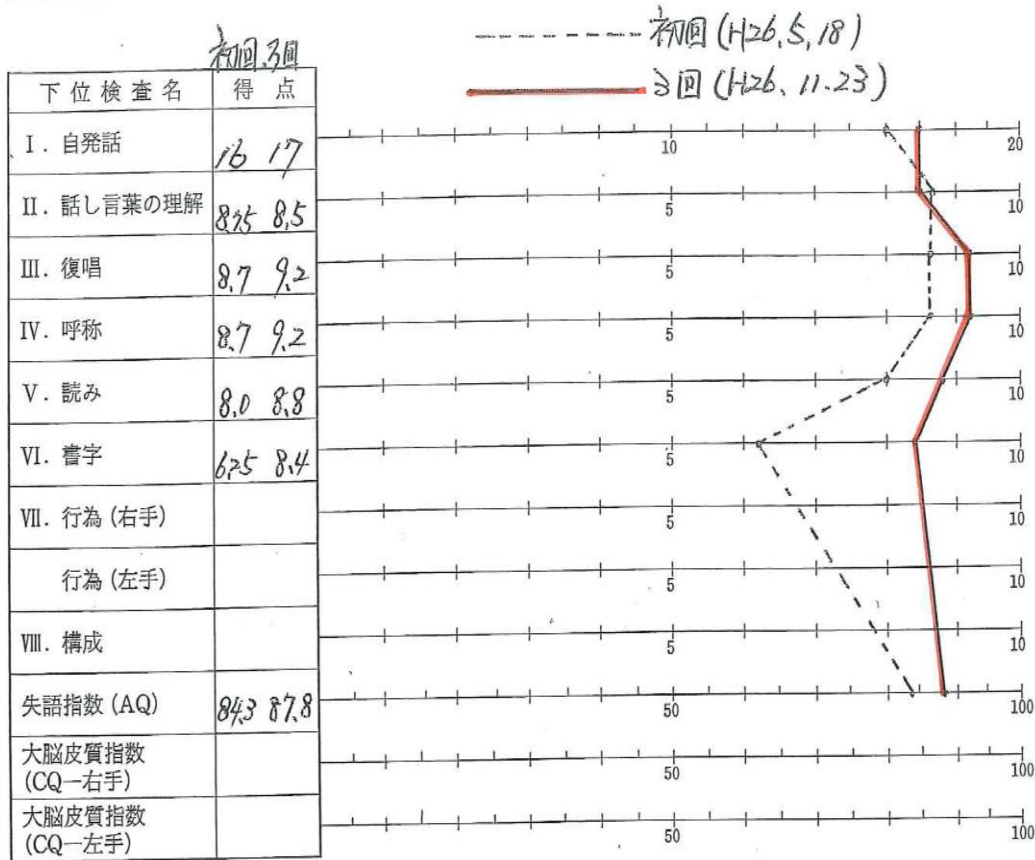 初回(H26.5.18)
3回(H26.11.23)
初回 3回
下位検査名 得点
10 20
I. 自発話 16 17
5 10
II. 話し言葉の理解 8.75 8.5
5 10
III. 復唱 8.7 9.2
5 10
IV. 呼称 8.7 9.2
5 10
V. 読み 8.0 8.8
5 10
VI. 書字 6.25 8.4
5 10
VII. 行為(右手)
5 10
行為(左手)
5 10
VIII. 構成
50 100
失語指数(AQ) 84.3 87.8
50 100
大脳皮質指数
(CQ―右手)
50 100
大脳皮質指数
(CQ―左手)